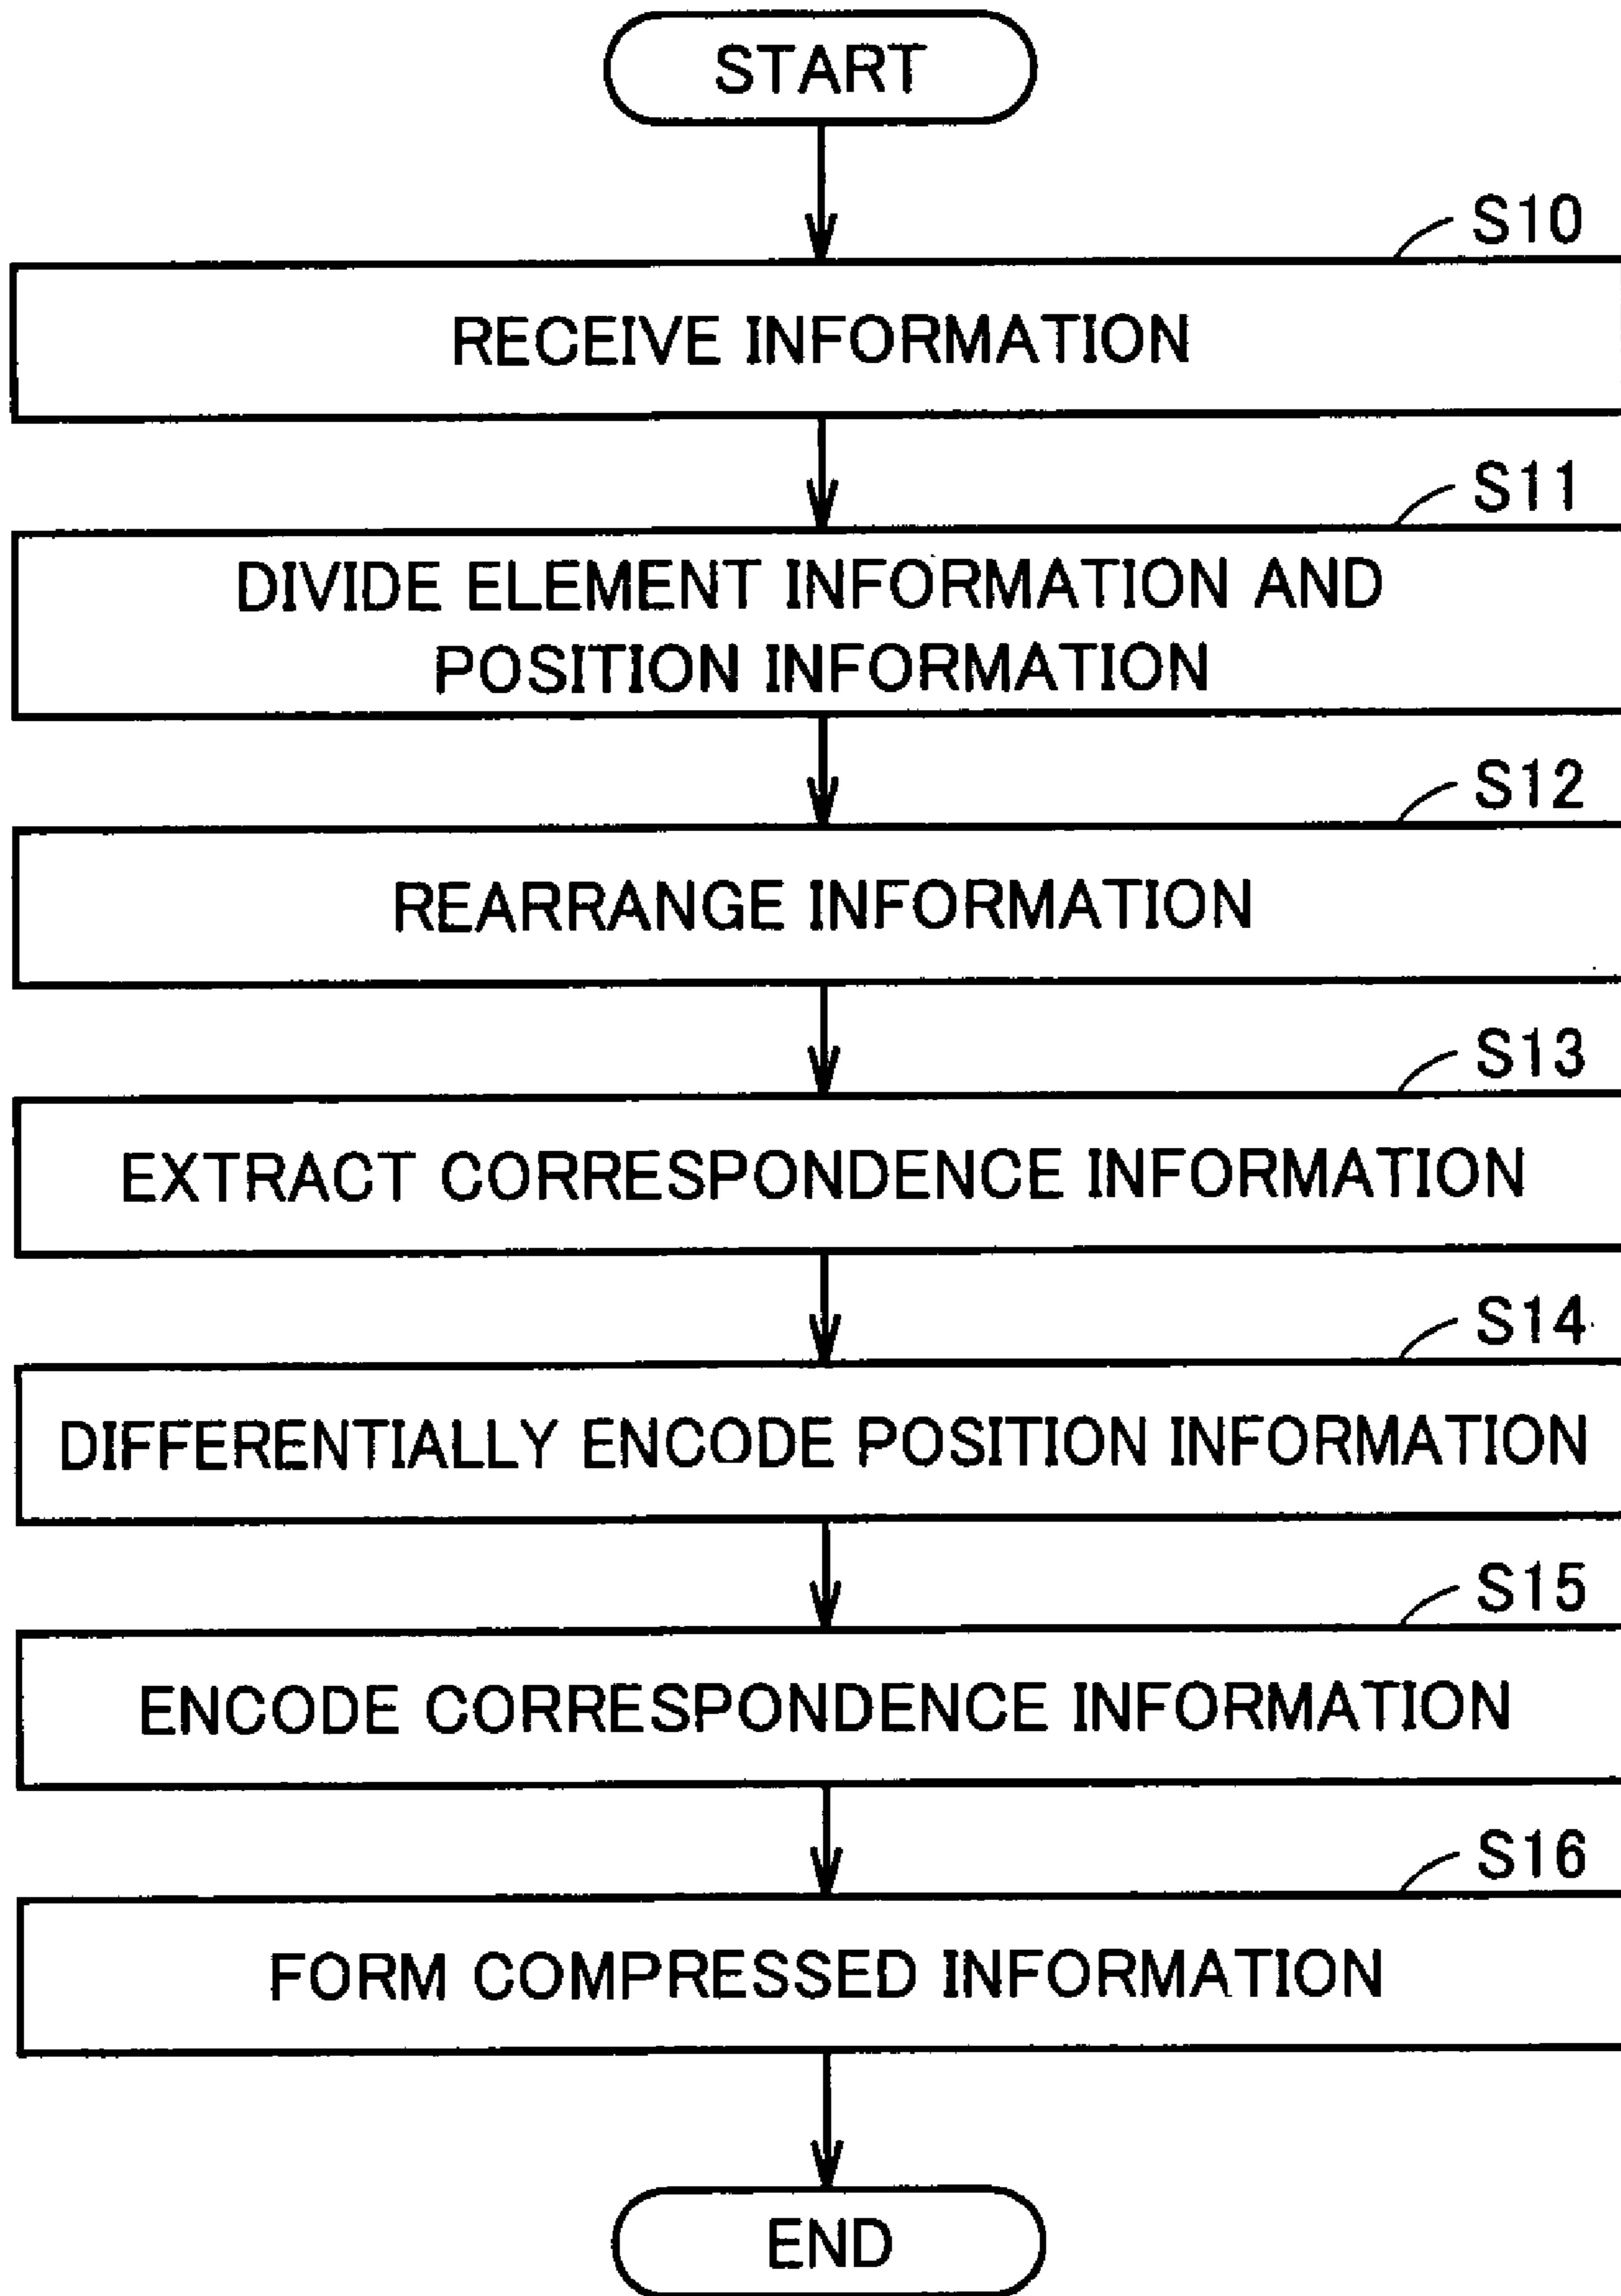 START
S10
RECEIVE INFORMATION
S11
DIVIDE ELEMENT INFORMATION AND
POSITION INFORMATION
S12
REARRANGE INFORMATION
S13
EXTRACT CORRESPONDENCE INFORMATION
S14
DIFFERENTIALLY ENCODE POSITION INFORMATION
S15
ENCODE CORRESPONDENCE INFORMATION
S16
FORM COMPRESSED INFORMATION
END